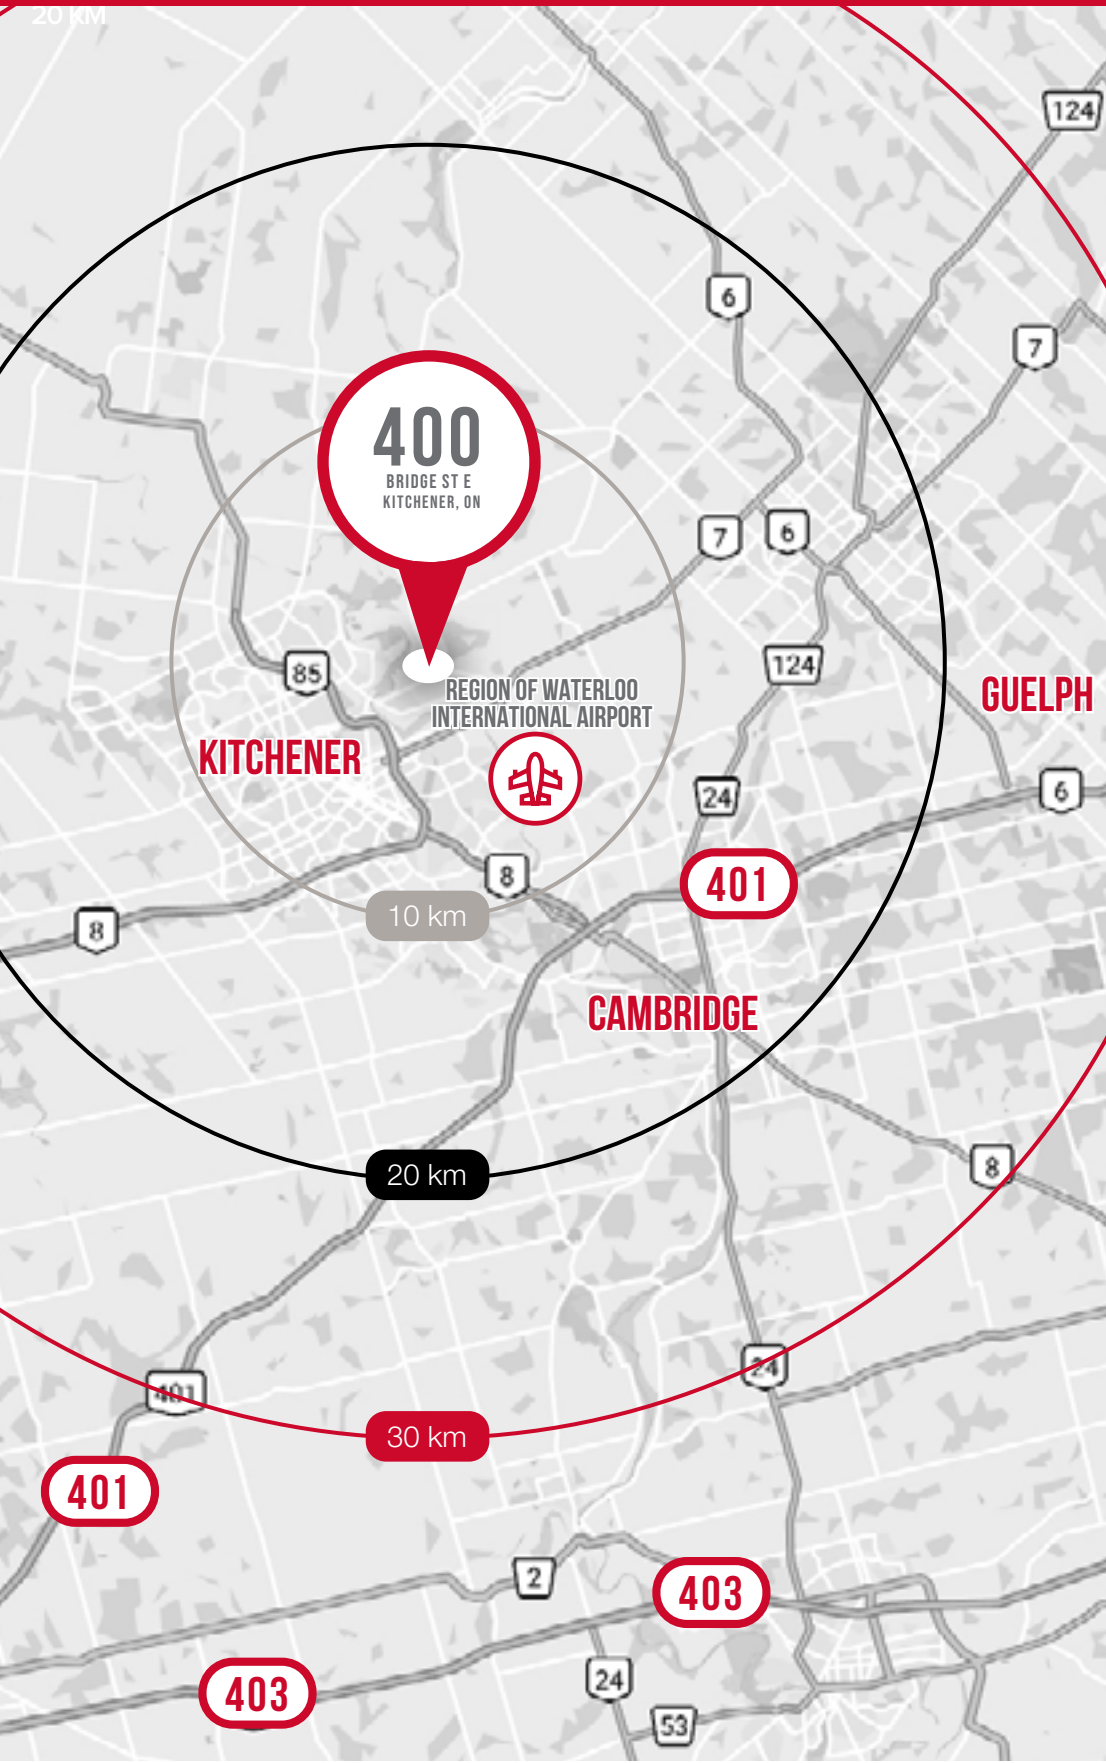 20 KM
124
6
7
400
BRIDGE ST E
KITCHENER, ON
7
6
85
124
REGION OF WATERLOO
INTERNATIONAL AIRPORT
GUELPH
KITCHENER
24
6
8
401
10 km
8
CAMBRIDGE
8
20 km
24
401
30 km
401
2
403
24
403
53